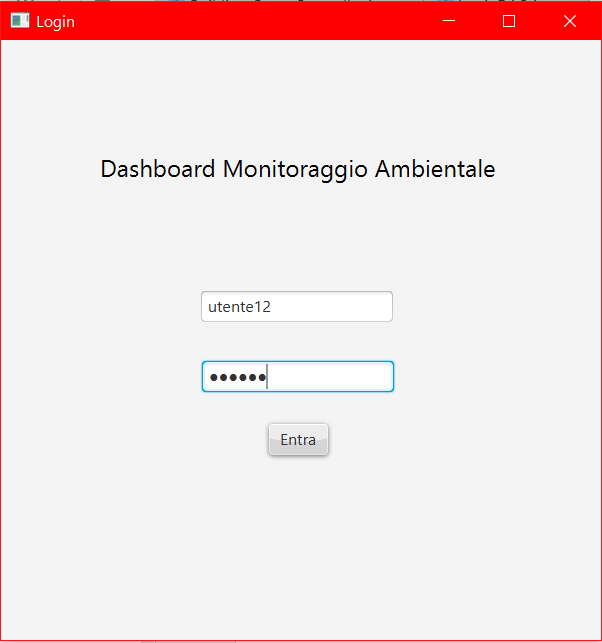 Login
Dashboard Monitoraggio Ambientale
utente12
●●●●●●
Entra